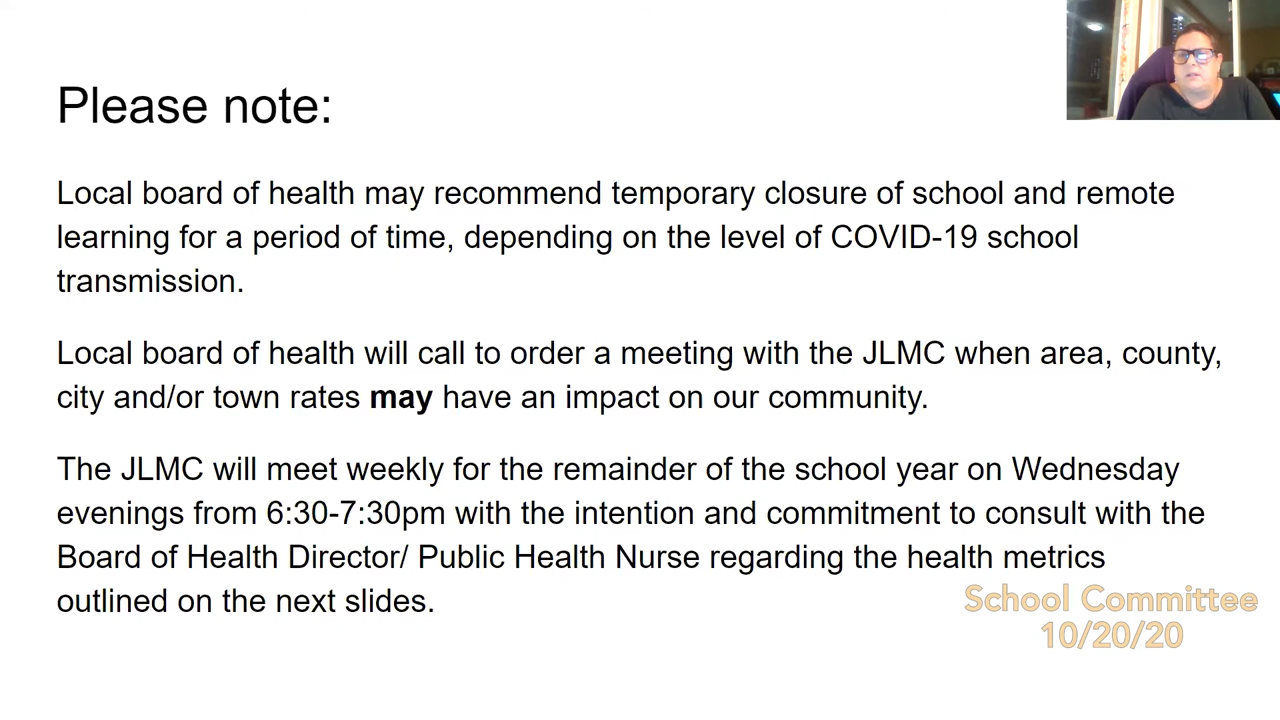 Please note:
Local board of health may recommend temporary closure of school and remote
learning for a period of time, depending on the level of COVID-19 school
transmission.
Local board of health will call to order a meeting with the JLMC when area, county,
city and/or town rates may have an impact on our community.
The JLMC will meet weekly for the remainder of the school year on Wednesday
evenings from 6:30-7:30pm with the intention and commitment to consult with the
Board of Health Director/ Public Health Nurse regarding the health metrics
outlined on the next slides.
School Committee
10/20/20